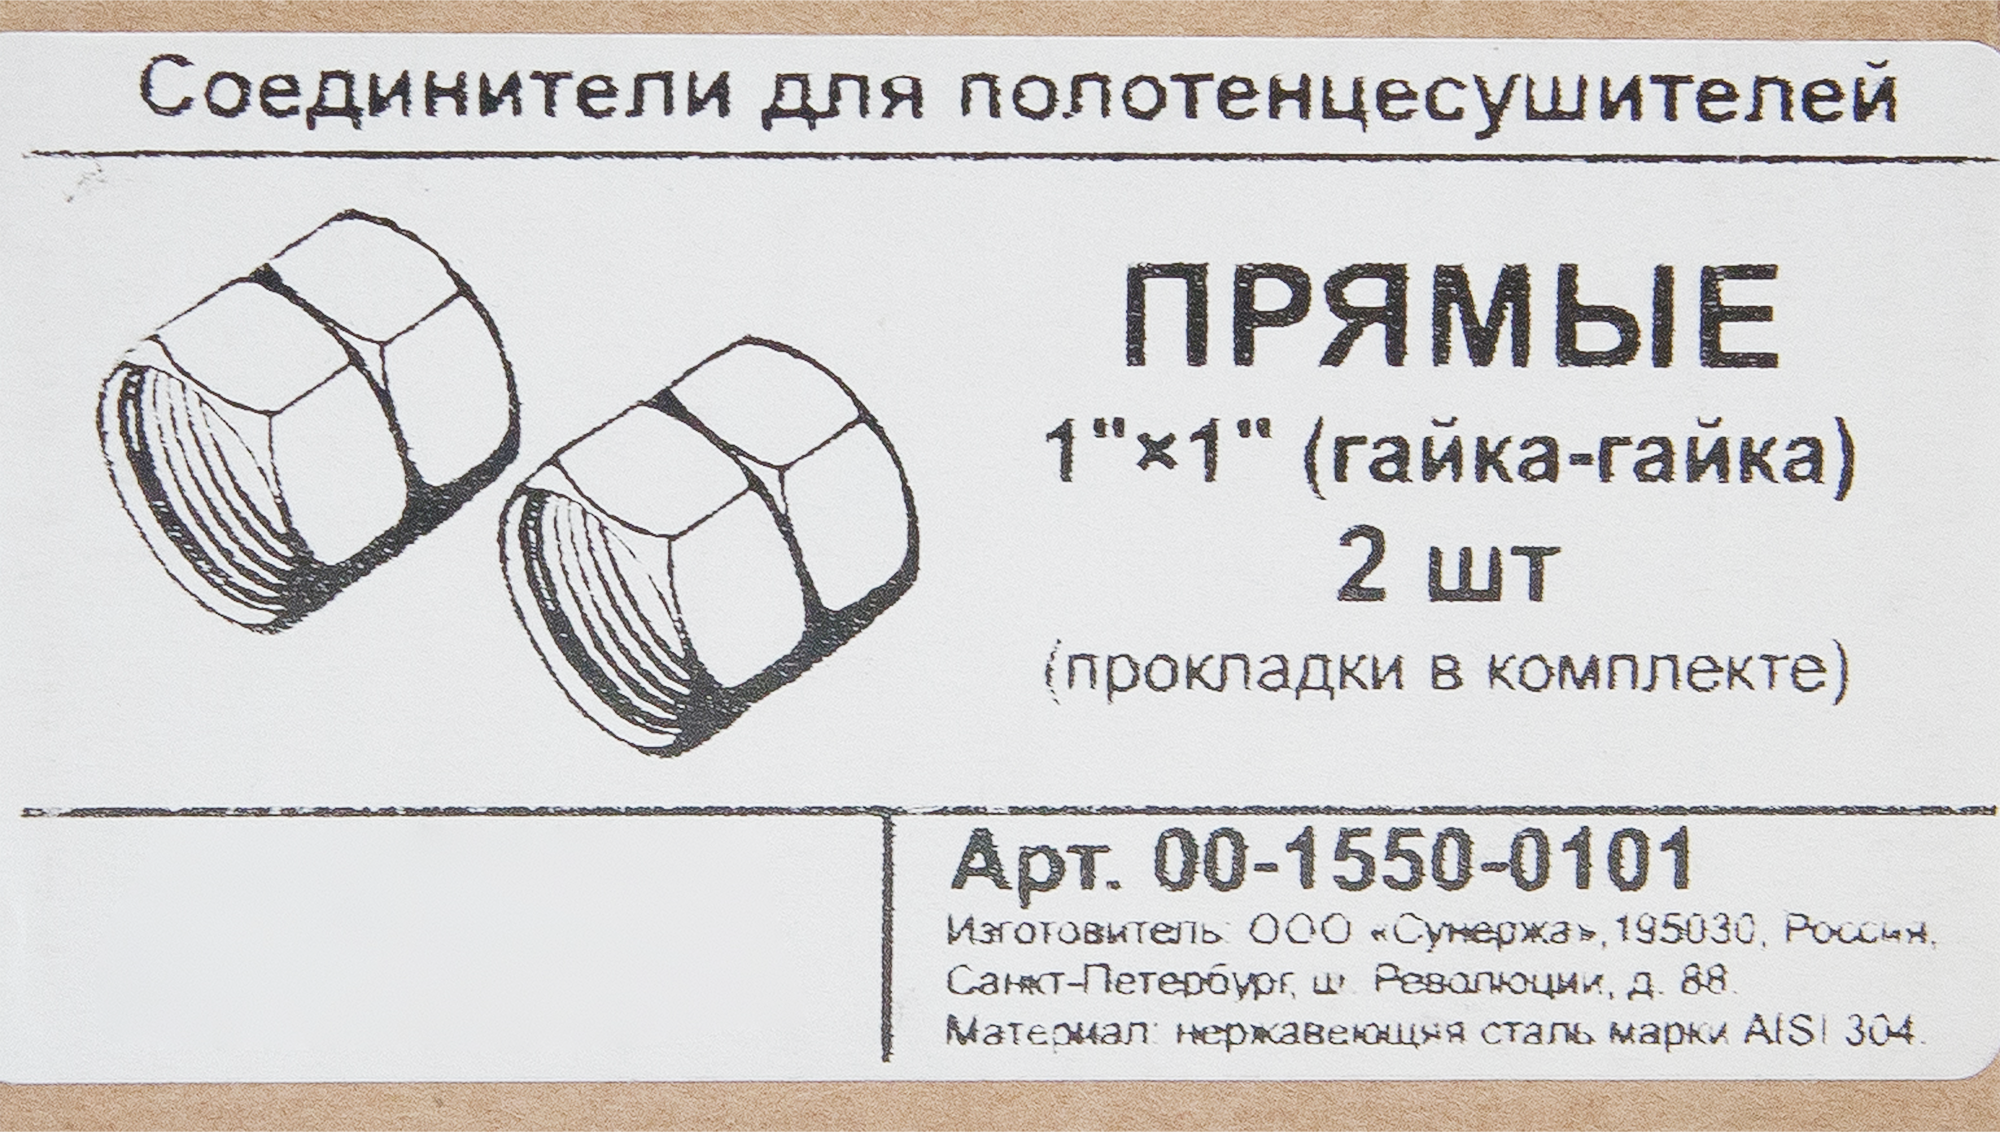 Соединители для полотенцесушителей
ПРЯМЫЕ
1"×1" (гайка-гайка)
2 шт
(прокладки в комплекте)
Арт. 00-1550-0101
Изготовитель: ООО «Сунержа», 195030, Россия,
Санкт-Петербург, ш. Революции, д. 88.
Материал: нержавеющая сталь марки AISI 304.